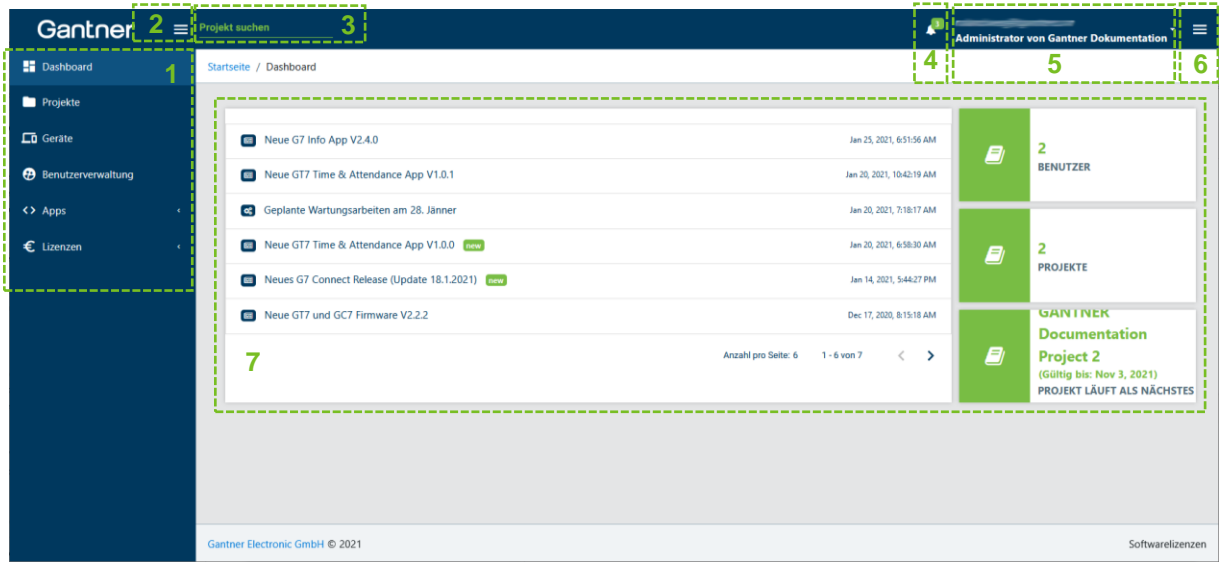 Gantner 2 Projekt suchen 3
3
4
Administrator von Gantner Dokumentation
5
6
Dashboard 1
Projekte
Geräte
Benutzerverwaltung
Apps
Lizenzen
Startseite / Dashboard
Neue G7 Info App V2.4.0 Jan 25, 2021, 6:51:56 AM
Neue GT7 Time & Attendance App V1.0.1 Jan 20, 2021, 10:42:19 AM
Geplante Wartungsarbeiten am 28. Jänner Jan 20, 2021, 7:18:17 AM
Neue GT7 Time & Attendance App V1.0.0 new Jan 20, 2021, 6:58:30 AM
Neues G7 Connect Release (Update 18.1.2021) new Jan 14, 2021, 5:44:27 PM
Neue GT7 und GC7 Firmware V2.2.2 Dec 17, 2020, 8:15:18 AM
7 Anzahl pro Seite: 6 1 - 6 von 7
2
BENUTZER
2
PROJEKTE
GANTNER
Documentation
Project 2
(Gültig bis: Nov 3, 2021)
PROJEKT LÄUFT ALS NÄCHSTES
Gantner Electronic GmbH © 2021 Softwarelizenzen